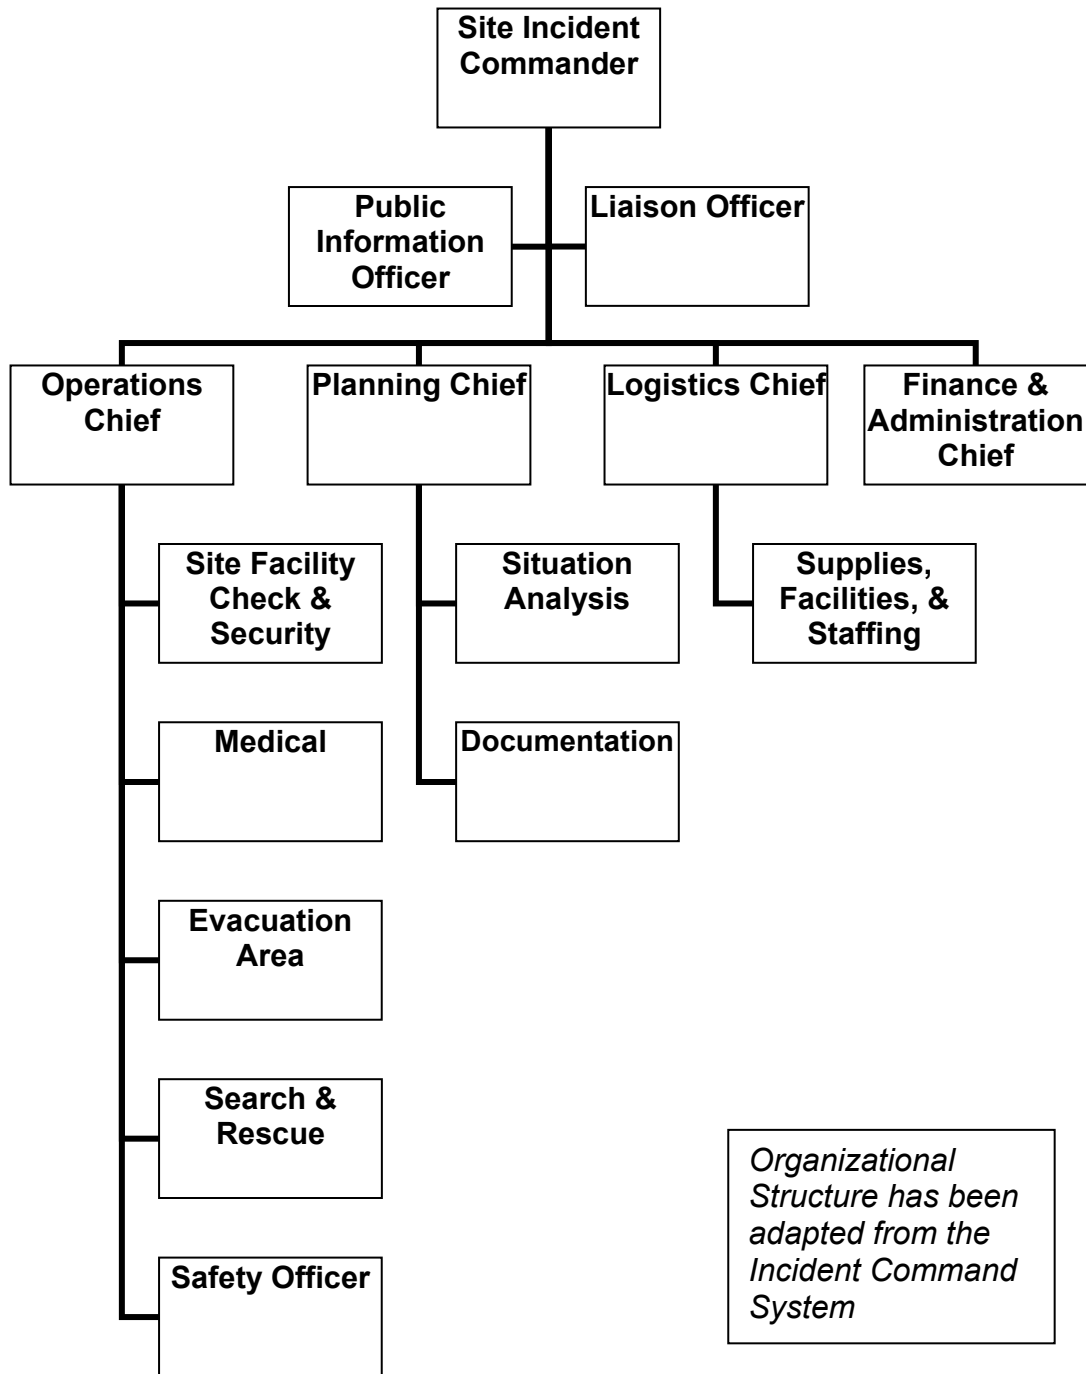 Site Incident
Commander
Public
Information
Officer
Liaison Officer
Operations
Chief
Planning Chief
Logistics Chief
Finance &
Administration
Chief
Site Facility
Check &
Security
Situation
Analysis
Supplies,
Facilities, &
Staffing
Medical
Documentation
Evacuation
Area
Search &
Rescue
Safety Officer
Organizational
Structure has been
adapted from the
Incident Command
System